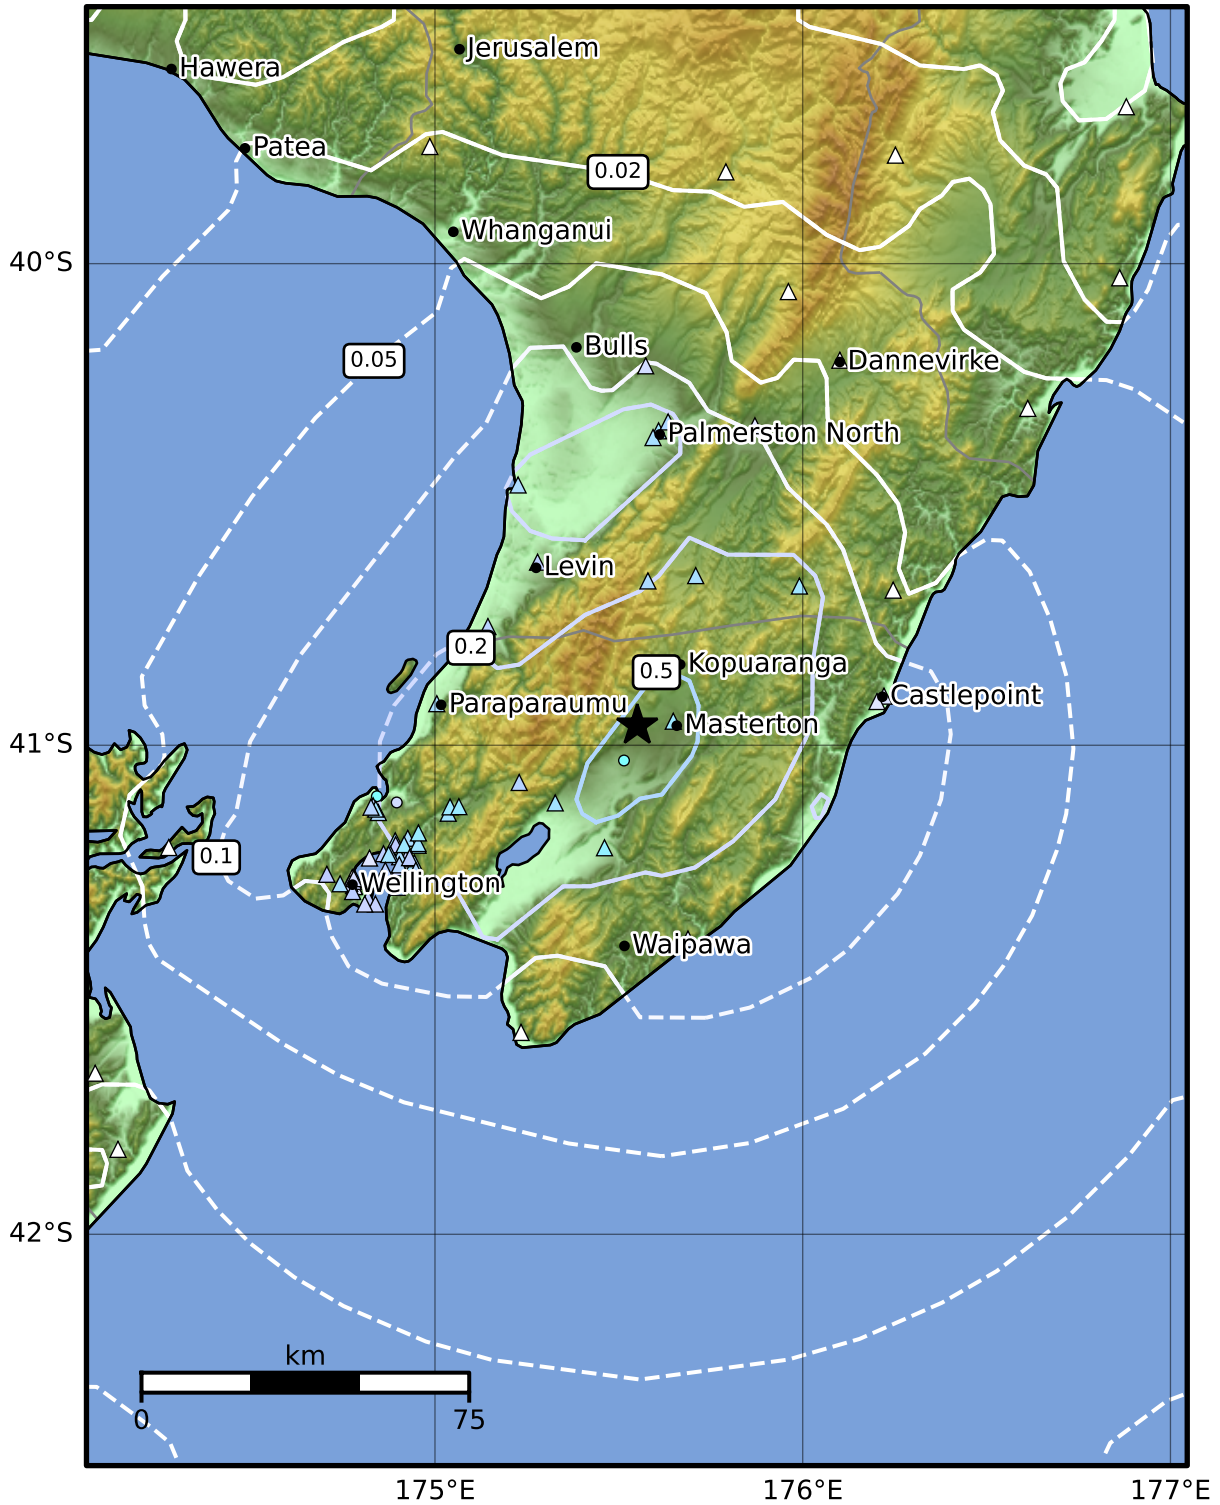 Jerusalem
Hawera
Patea
0.02
Whanganui
40°S
Bulls
0.05
Dannevirke
Palmerston North
Levin
0.2
Kopuaranga
0.5
Castlepoint
Paraparaumu
Masterton
41°S
0.1
Wellington
Waipawa
42°S
km
0 75
175°E 176°E 177°E